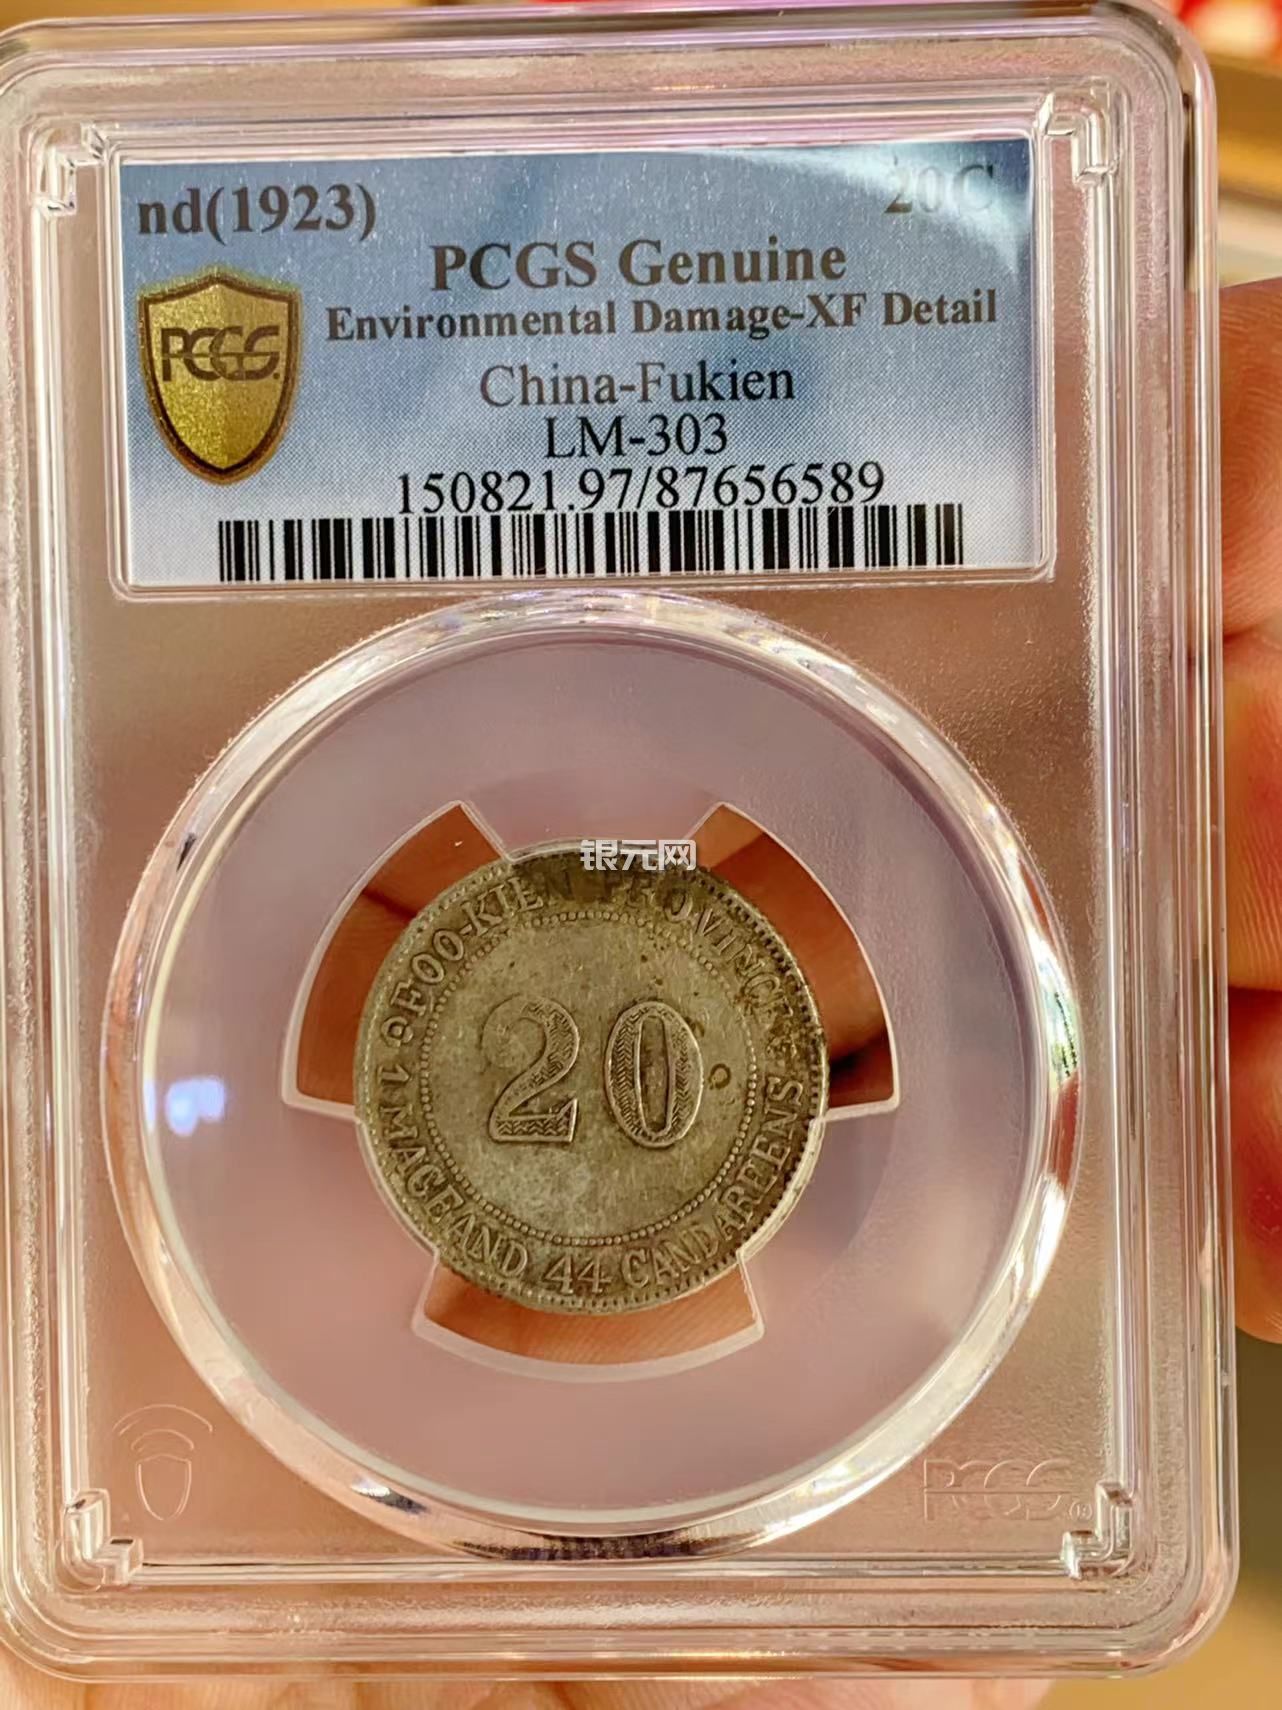 nd(1923) 20C
PCGS Genuine
Environmental Damage-XF Detail
PCGS
China-Fukien
LM-303
150821.97/87656589
银元网
FOO-KIEN PROVINCE
20
1 MACE AND 44 CANDAREENS
PCGS